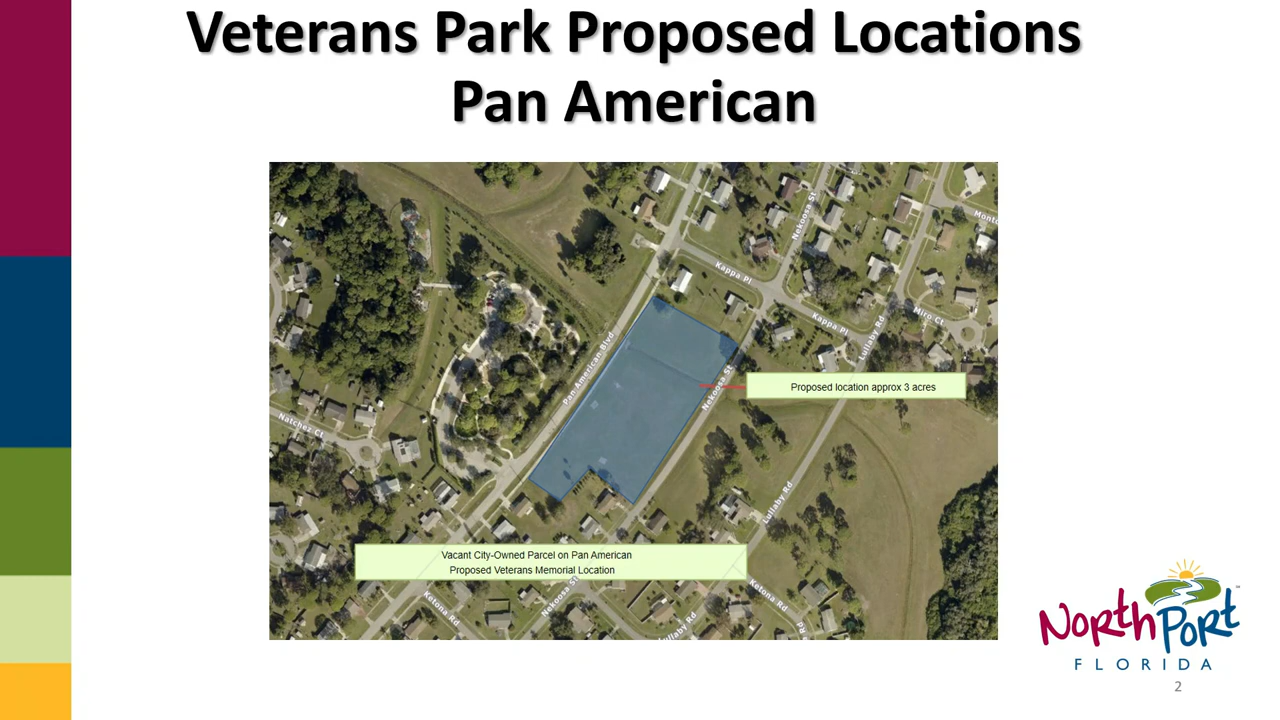 Veterans Park Proposed Locations
Pan American
Nekoosa St
Monto
Kappa Pl
Miro Ct
Kappa Pl
Lullaby Rd
Pan American Blvd
Nekoosa St
Proposed location approx 3 acres
Natchez Ct
Lullaby Rd
Vacant City-Owned Parcel on Pan American
Proposed Veterans Memorial Location
Ketona Rd
Nekoosa St
Ketona Rd
Lullaby Rd
Rd
North Port
FLORIDA
2